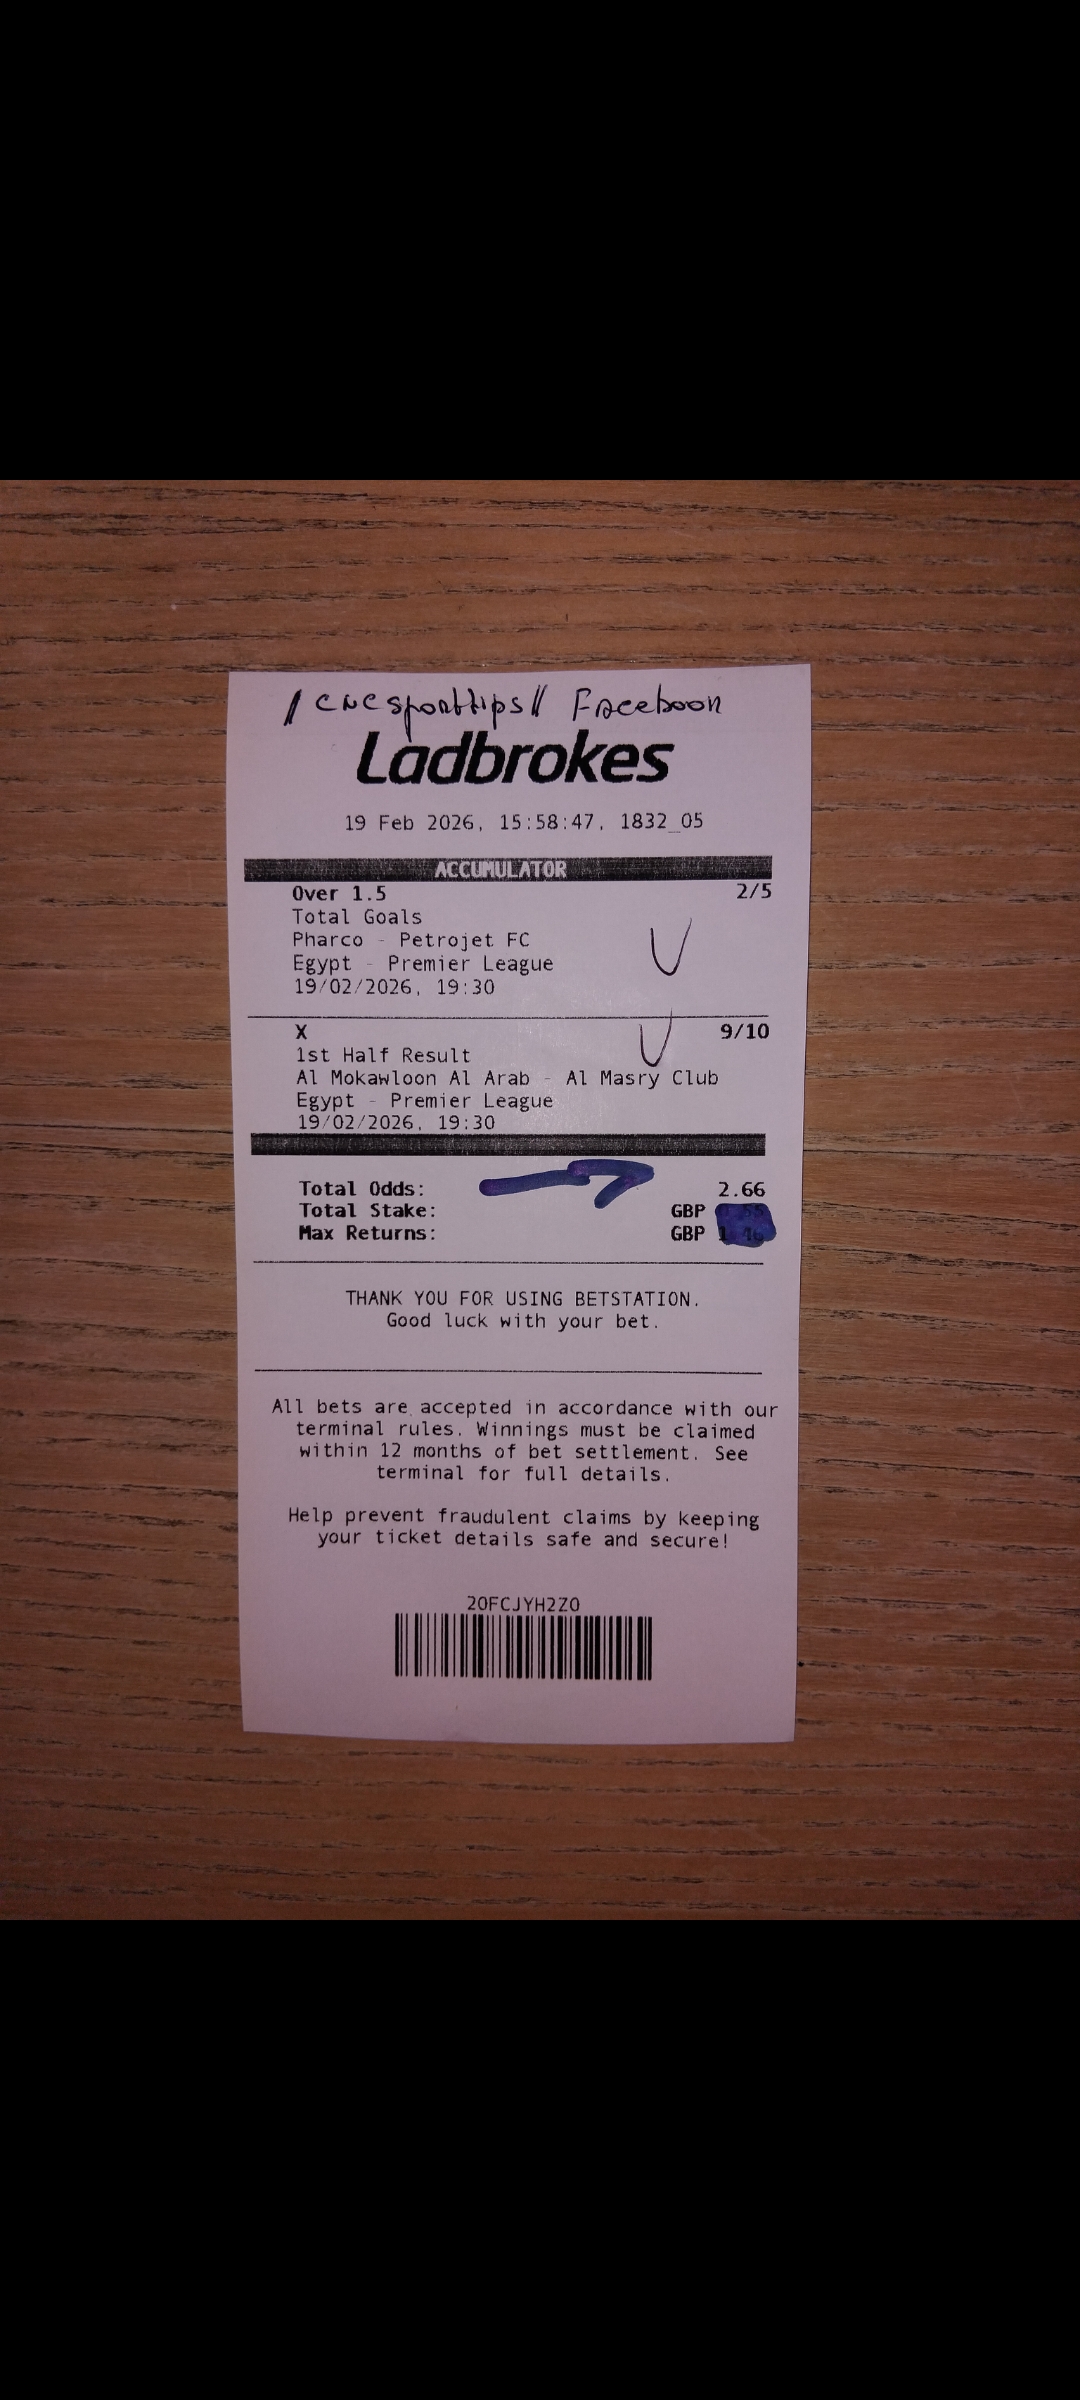 cnesporttips Facebook
Ladbrokes
19 Feb 2026, 15:58:47, 1832_05
ACCUMULATOR
Over 1.5 2/5
Total Goals
Pharco - Petrojet FC
Egypt - Premier League
19/02/2026, 19:30
X 9/10
1st Half Result
Al Mokawloon Al Arab - Al Masry Club
Egypt - Premier League
19/02/2026, 19:30
Total Odds: 2.66
Total Stake: GBP
Max Returns: GBP
THANK YOU FOR USING BETSTATION.
Good luck with your bet.
All bets are accepted in accordance with our
terminal rules. Winnings must be claimed
within 12 months of bet settlement. See
terminal for full details.
Help prevent fraudulent claims by keeping
your ticket details safe and secure!
20FCJYH2ZO